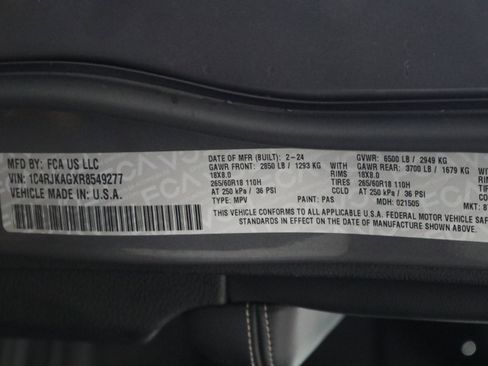 MFD BY: FCA US LLC
VIN: 1C4RJKAGXR8549277
VEHICLE MADE IN: U.S.A.
DATE OF MFR (BUILT): 2-24 GVWR: 6500 LB / 2949 KG
GAWR FRONT: 2850 LB / 1293 KG GAWR REAR: 3700 LB / 1679 KG
18X8.0 RIMS 18X8.0
265/60R18 110H TIRES 265/60R18 110H
AT 250 kPa / 36 PSI COLD AT 250 kPa / 36 PSI
TYPE: MPV PAINT: PAS MDH: 021505 MKT:
THIS VEHICLE CONFORMS TO ALL APPLICABLE U.S.A. FEDERAL MOTOR VEHICLE
STANDARDS IN EFFECT ON THE DATE OF MANUFACTURE SHOWN ABOVE.